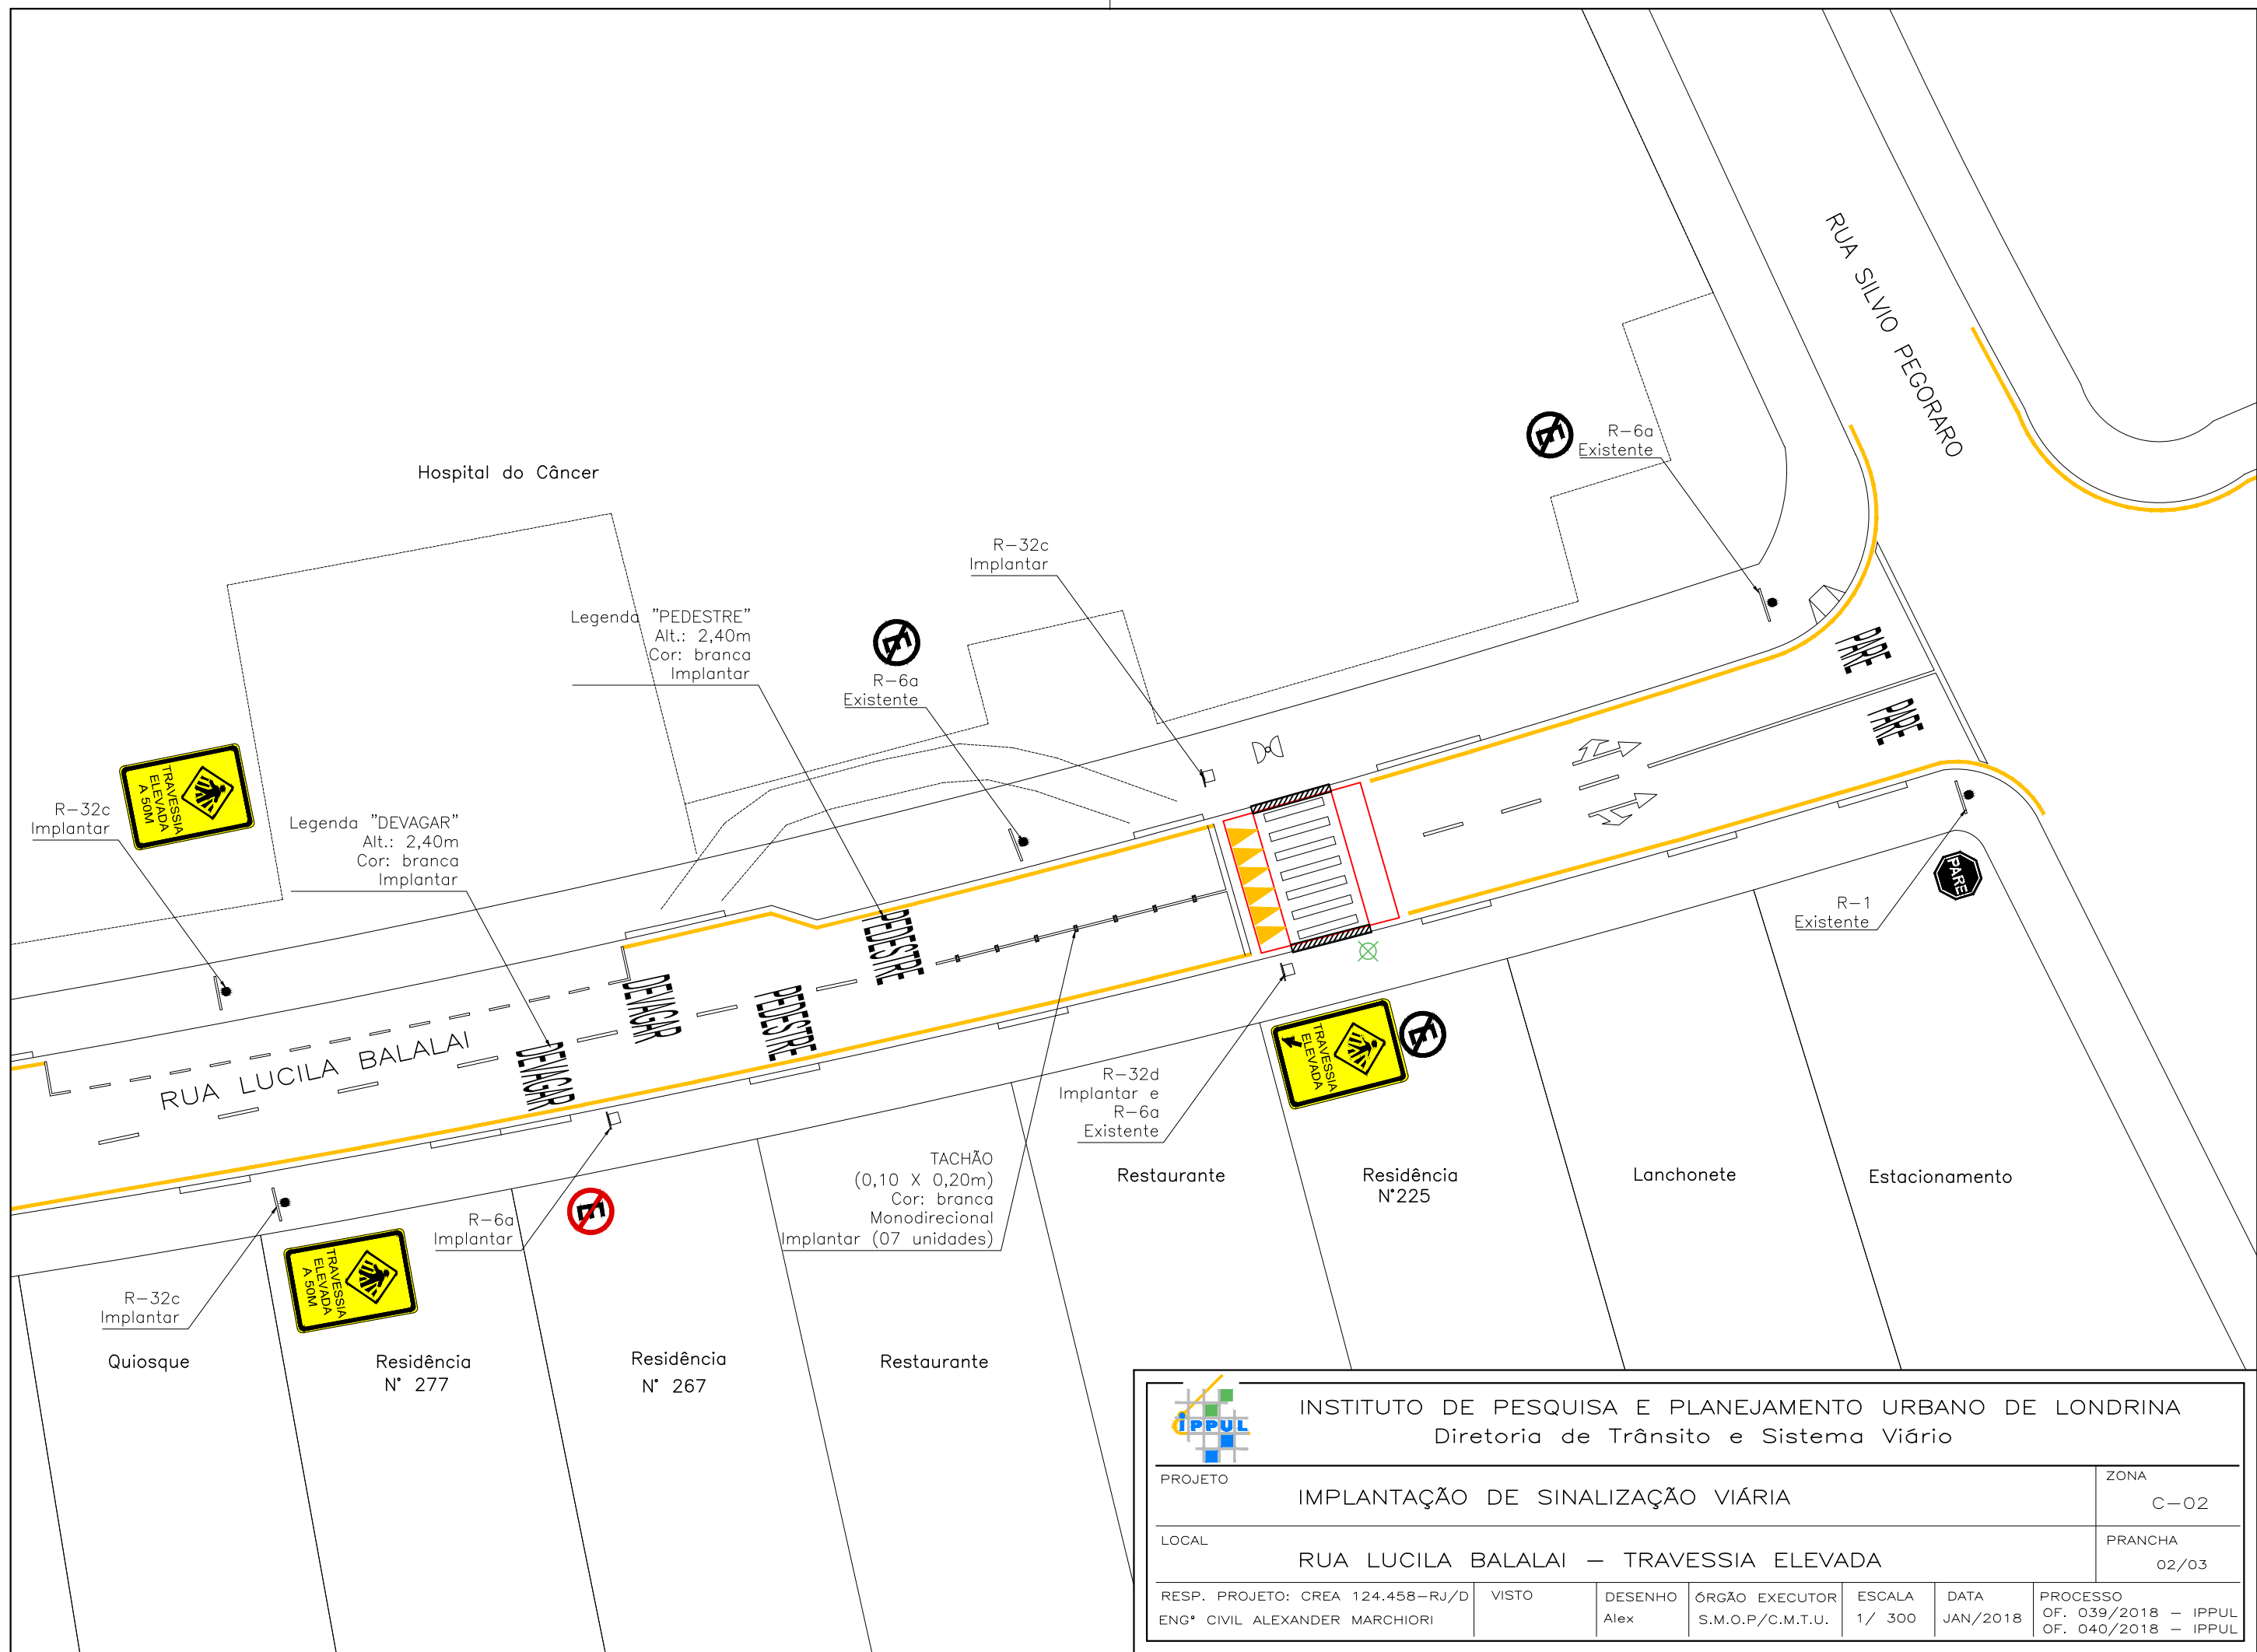 RUA SILVIO PEGORARO
R-6a
Existente
Hospital do Câncer
R-32c
Implantar
Legenda "PEDESTRE"
Alt.: 2,40m
Cor: branca
Implantar
R-6a
Existente
PARE
PARE
TRAVESSIA
ELEVADA
A 50M
R-32c
Implantar
Legenda "DEVAGAR"
Alt.: 2,40m
Cor: branca
Implantar
PARE
R-1
Existente
PEDESTRE
DEVAGAR
PEDESTRE
DEVAGAR
RUA LUCILA BALALAI
TRAVESSIA
ELEVADA
E
R-32d
Implantar e
R-6a
Existente
TACHÃO
(0,10 X 0,20m)
Cor: branca
Monodirecional
Implantar (07 unidades)
Restaurante
Residência
N°225
Lanchonete
Estacionamento
R-6a
Implantar
E
TRAVESSIA
ELEVADA
A 50M
R-32c
Implantar
Quiosque
Residência
N° 277
Residência
N° 267
Restaurante
E
E
iPPUL
INSTITUTO DE PESQUISA E PLANEJAMENTO URBANO DE LONDRINA
Diretoria de Trânsito e Sistema Viário
PROJETO
IMPLANTAÇÃO DE SINALIZAÇÃO VIÁRIA
ZONA
C-02
LOCAL
RUA LUCILA BALALAI - TRAVESSIA ELEVADA
PRANCHA
02/03
RESP. PROJETO: CREA 124.458-RJ/D
ENG° CIVIL ALEXANDER MARCHIORI
VISTO
DESENHO
Alex
ÓRGÃO EXECUTOR
S.M.O.P/C.M.T.U.
ESCALA
1/ 300
DATA
JAN/2018
PROCESSO
OF. 039/2018 - IPPUL
OF. 040/2018 - IPPUL